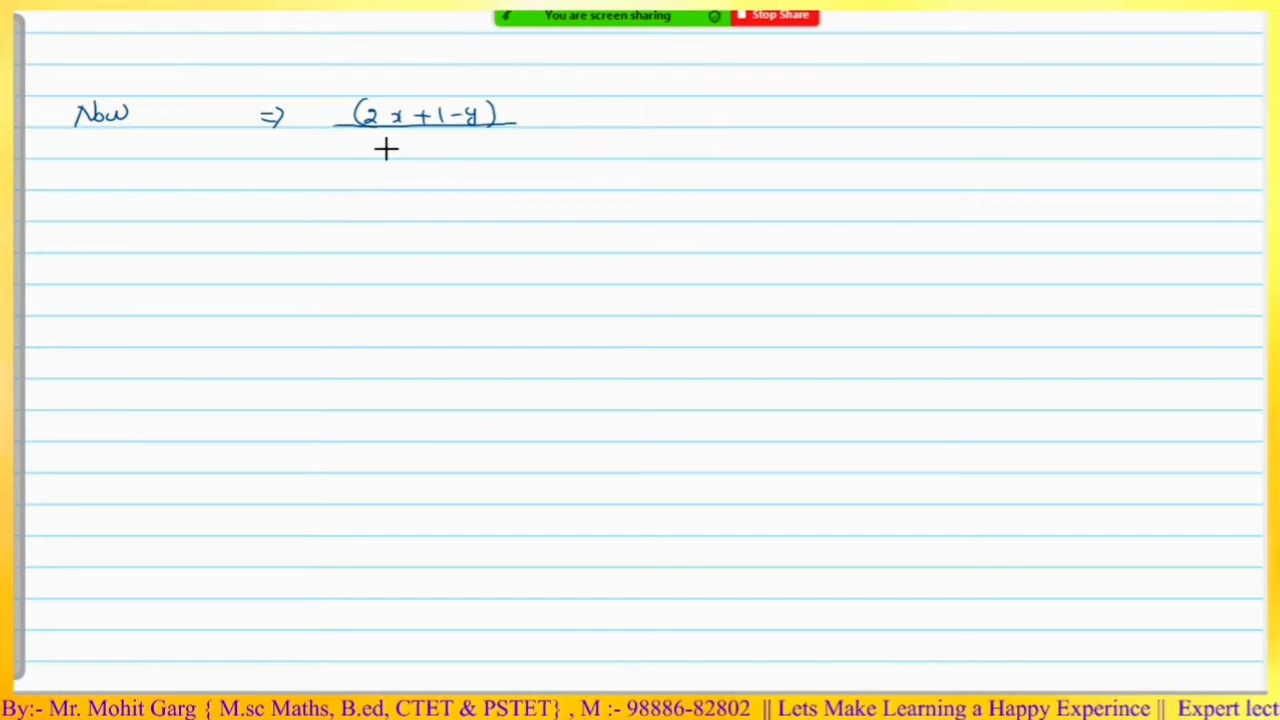 You are screen sharing Stop Share
Now ⇒ (2x+1-y)
By:- Mr. Mohit Garg { M.sc Maths, B.ed, CTET & PSTET} , M :- 98886-82802 || Lets Make Learning a Happy Experince || Expert lect